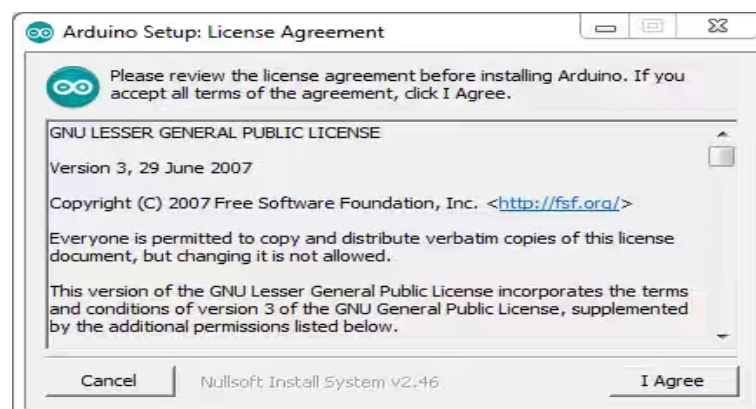 Arduino Setup: License Agreement
Please review the license agreement before installing Arduino. If you
accept all terms of the agreement, click I Agree.
GNU LESSER GENERAL PUBLIC LICENSE
Version 3, 29 June 2007
Copyright (C) 2007 Free Software Foundation, Inc. <http://fsf.org/>
Everyone is permitted to copy and distribute verbatim copies of this license
document, but changing it is not allowed.
This version of the GNU Lesser General Public License incorporates the terms
and conditions of version 3 of the GNU General Public License, supplemented
by the additional permissions listed below.
Cancel
Nullsoft Install System v2.46
I Agree